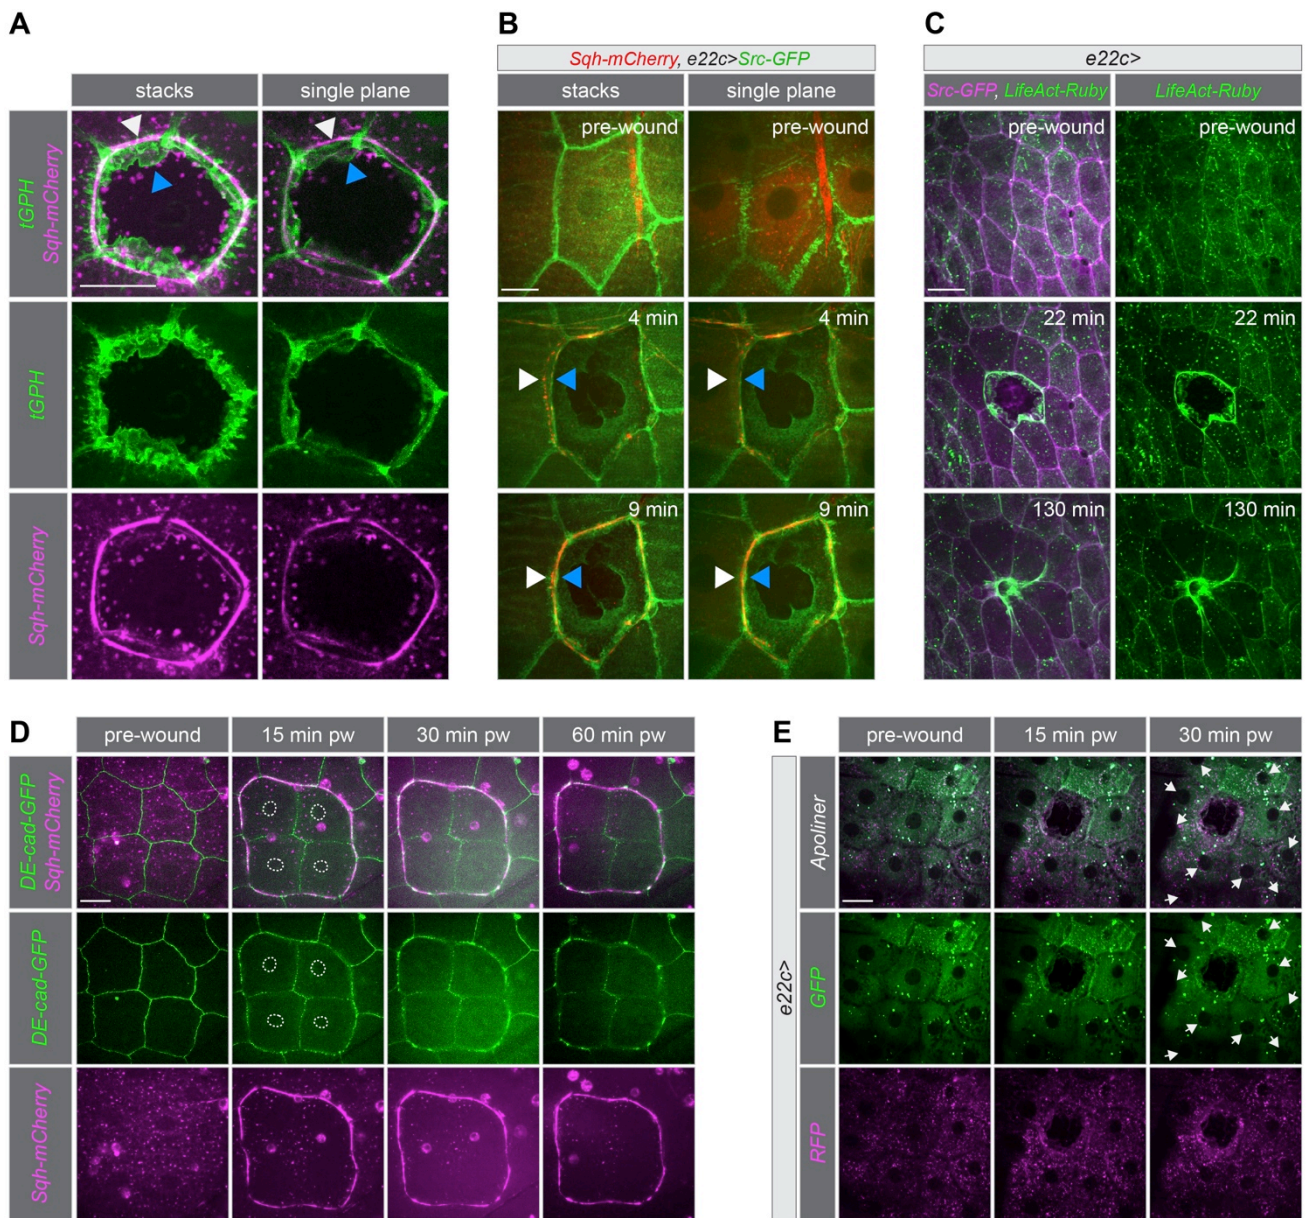 A
stacks
single plane
tGPH
Sqh-mCherry
tGPH
Sqh-mCherry
B
Sqh-mCherry, e22c>Src-GFP
stacks
single plane
pre-wound
pre-wound
4 min
4 min
9 min
9 min
C
e22c>
Src-GFP, LifeAct-Ruby
LifeAct-Ruby
pre-wound
pre-wound
22 min
22 min
130 min
130 min
D
pre-wound
15 min pw
30 min pw
60 min pw
DE-cad-GFP
Sqh-mCherry
DE-cad-GFP
Sqh-mCherry
E
pre-wound
15 min pw
30 min pw
e22c>
Apoliner
GFP
RFP